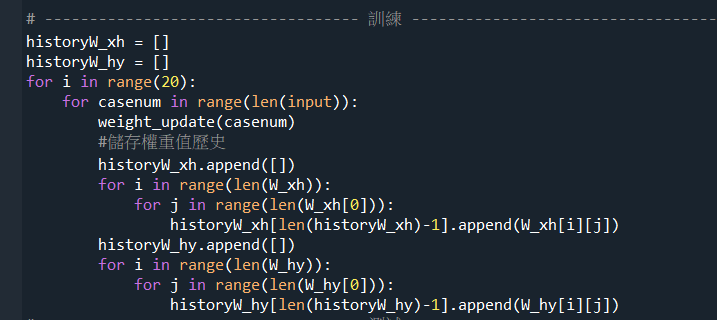 # ---------------------------------- 訓練 ----------------------------------
historyW_xh = []
historyW_hy = []
for i in range(20):
    for casenum in range(len(input)):
        weight_update(casenum)
        #儲存權重值歷史
        historyW_xh.append([])
        for i in range(len(W_xh)):
            for j in range(len(W_xh[0])):
                historyW_xh[len(historyW_xh)-1].append(W_xh[i][j])
        historyW_hy.append([])
        for i in range(len(W_hy)):
            for j in range(len(W_hy[0])):
                historyW_hy[len(historyW_hy)-1].append(W_hy[i][j])